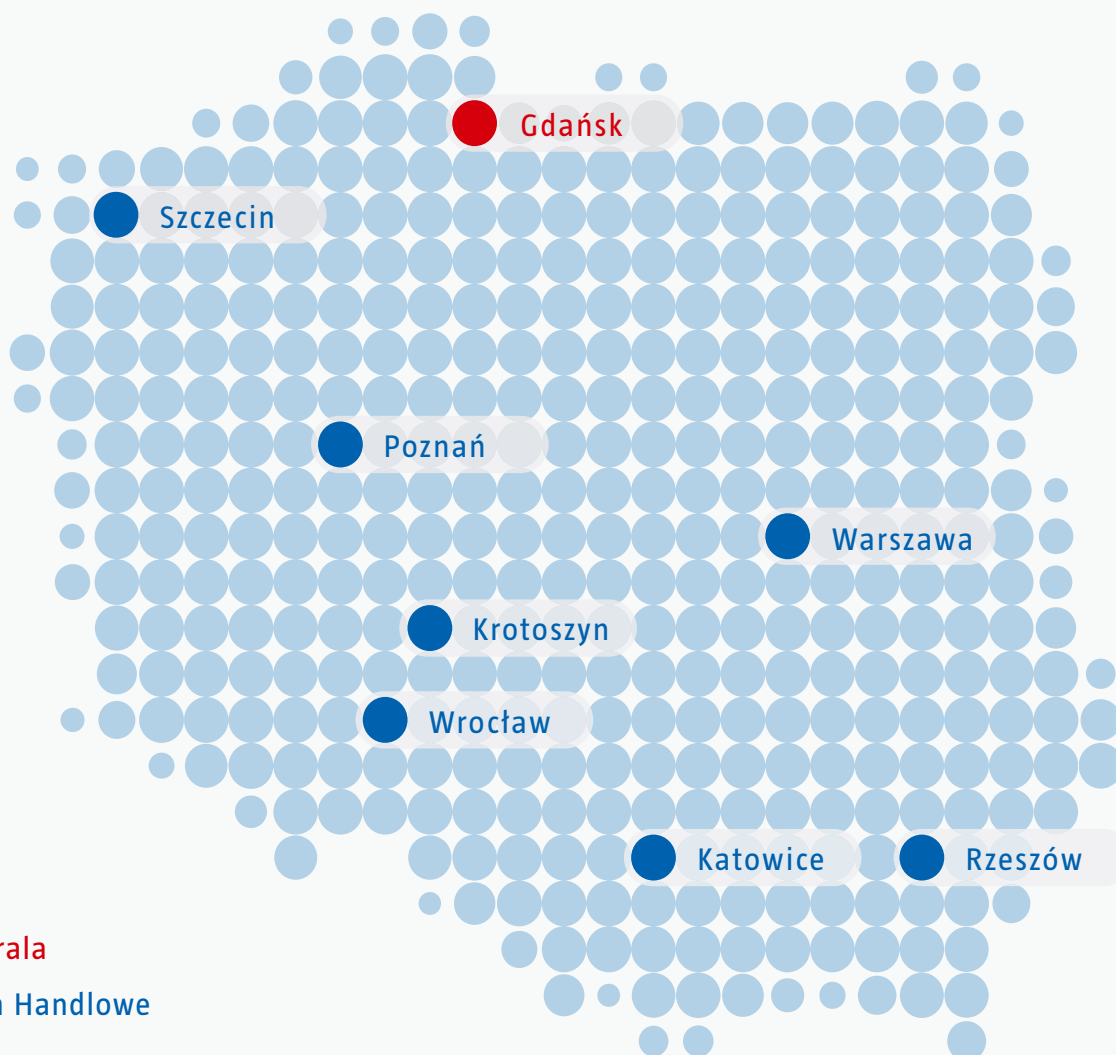 Gdańsk
Szczecin
Poznań
Warszawa
Krotoszyn
Wrocław
Katowice
Rzeszów
rala
Handlowe